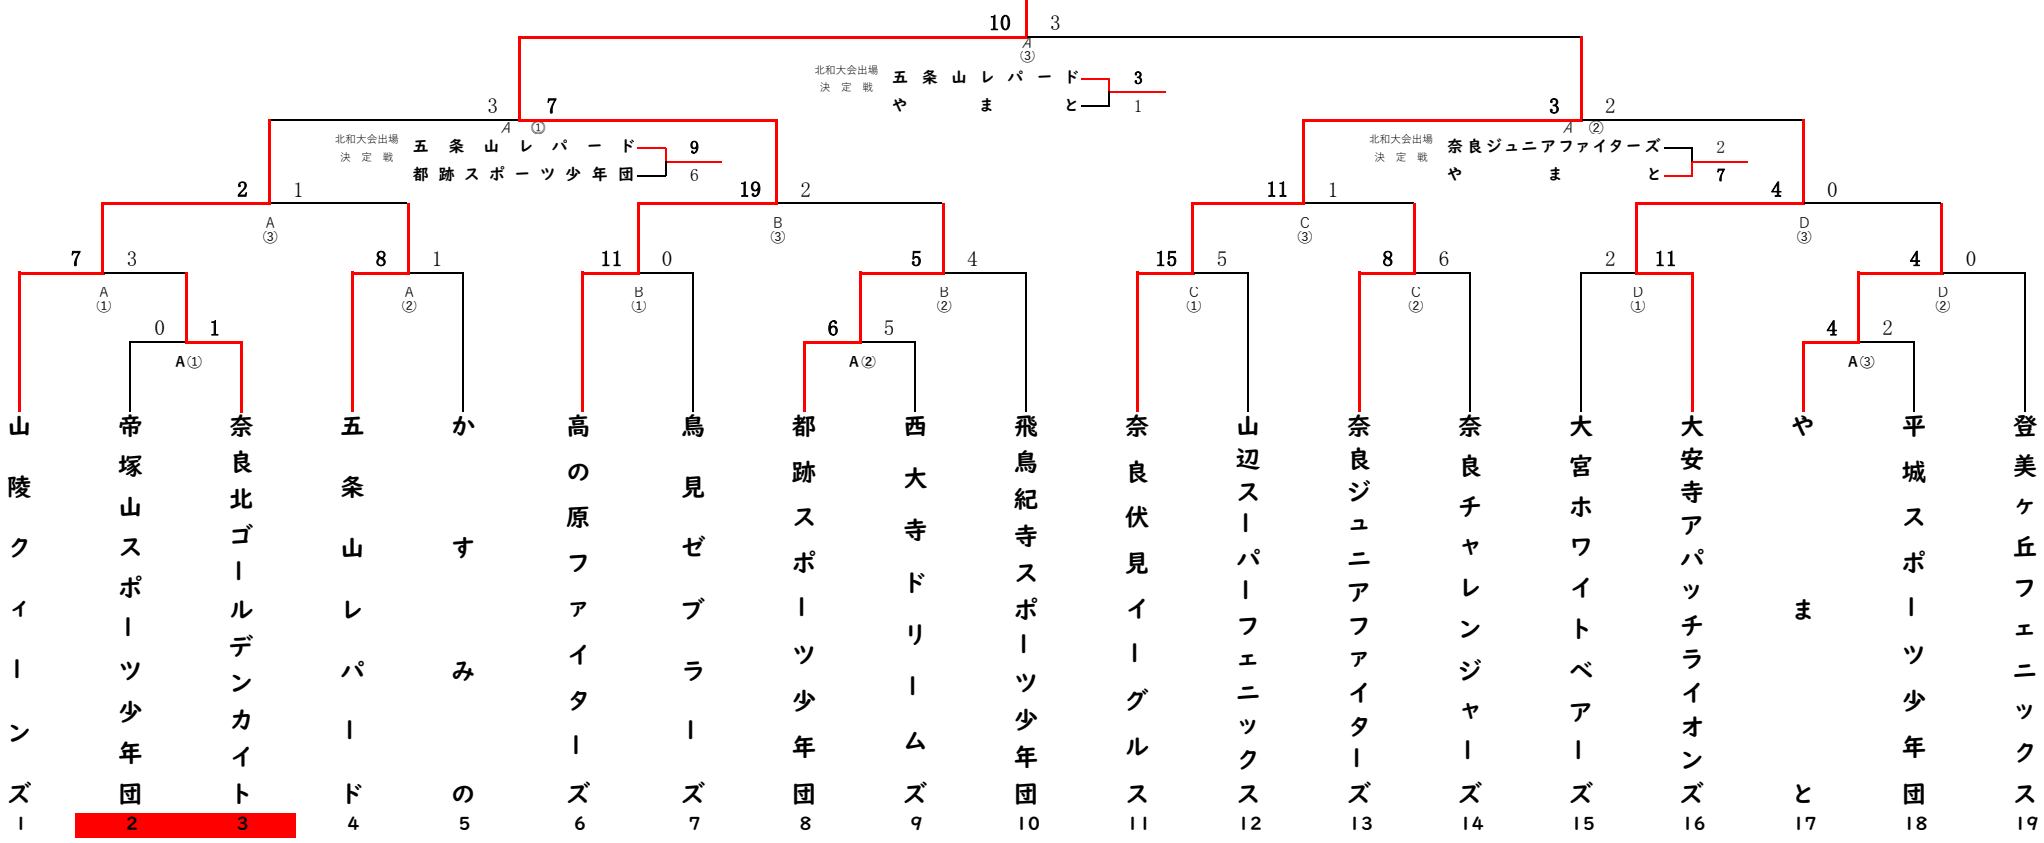 10 3
A
③
北和大会出場
決定戦
五条山レパード 3
やまと 1
3 7
A ①
3 2
A ②
北和大会出場
決定戦
五条山レパード 9
都跡スポーツ少年団 6
北和大会出場
決定戦
奈良ジュニアファイターズ 2
やまと 7
2 1
A
③
19 2
B
③
11 1
C
③
4 0
D
③
7 3
A
①
8 1
A
②
11 0
B
①
5 4
B
②
15 5
C
①
8 6
C
②
2 11
D
①
4 0
D
②
0 1
A①
6 5
A②
4 2
A③
山陵クィーンズ
帝塚山スポーツ少年団
奈良北ゴールデンカイト
五条山レパード
かすみの
高の原ファイターズ
鳥見ゼブラーズ
都跡スポーツ少年団
西大寺ドリームズ
飛鳥紀寺スポーツ少年団
奈良伏見イーグルス
山辺スーパーフェニックス
奈良ジュニアファイターズ
奈良チャレンジャーズ
大宮ホワイトベアーズ
大安寺アパッチライオンズ
やまと
平城スポーツ少年団
登美ヶ丘フェニックス
1 2 3 4 5 6 7 8 9 10 11 12 13 14 15 16 17 18 19